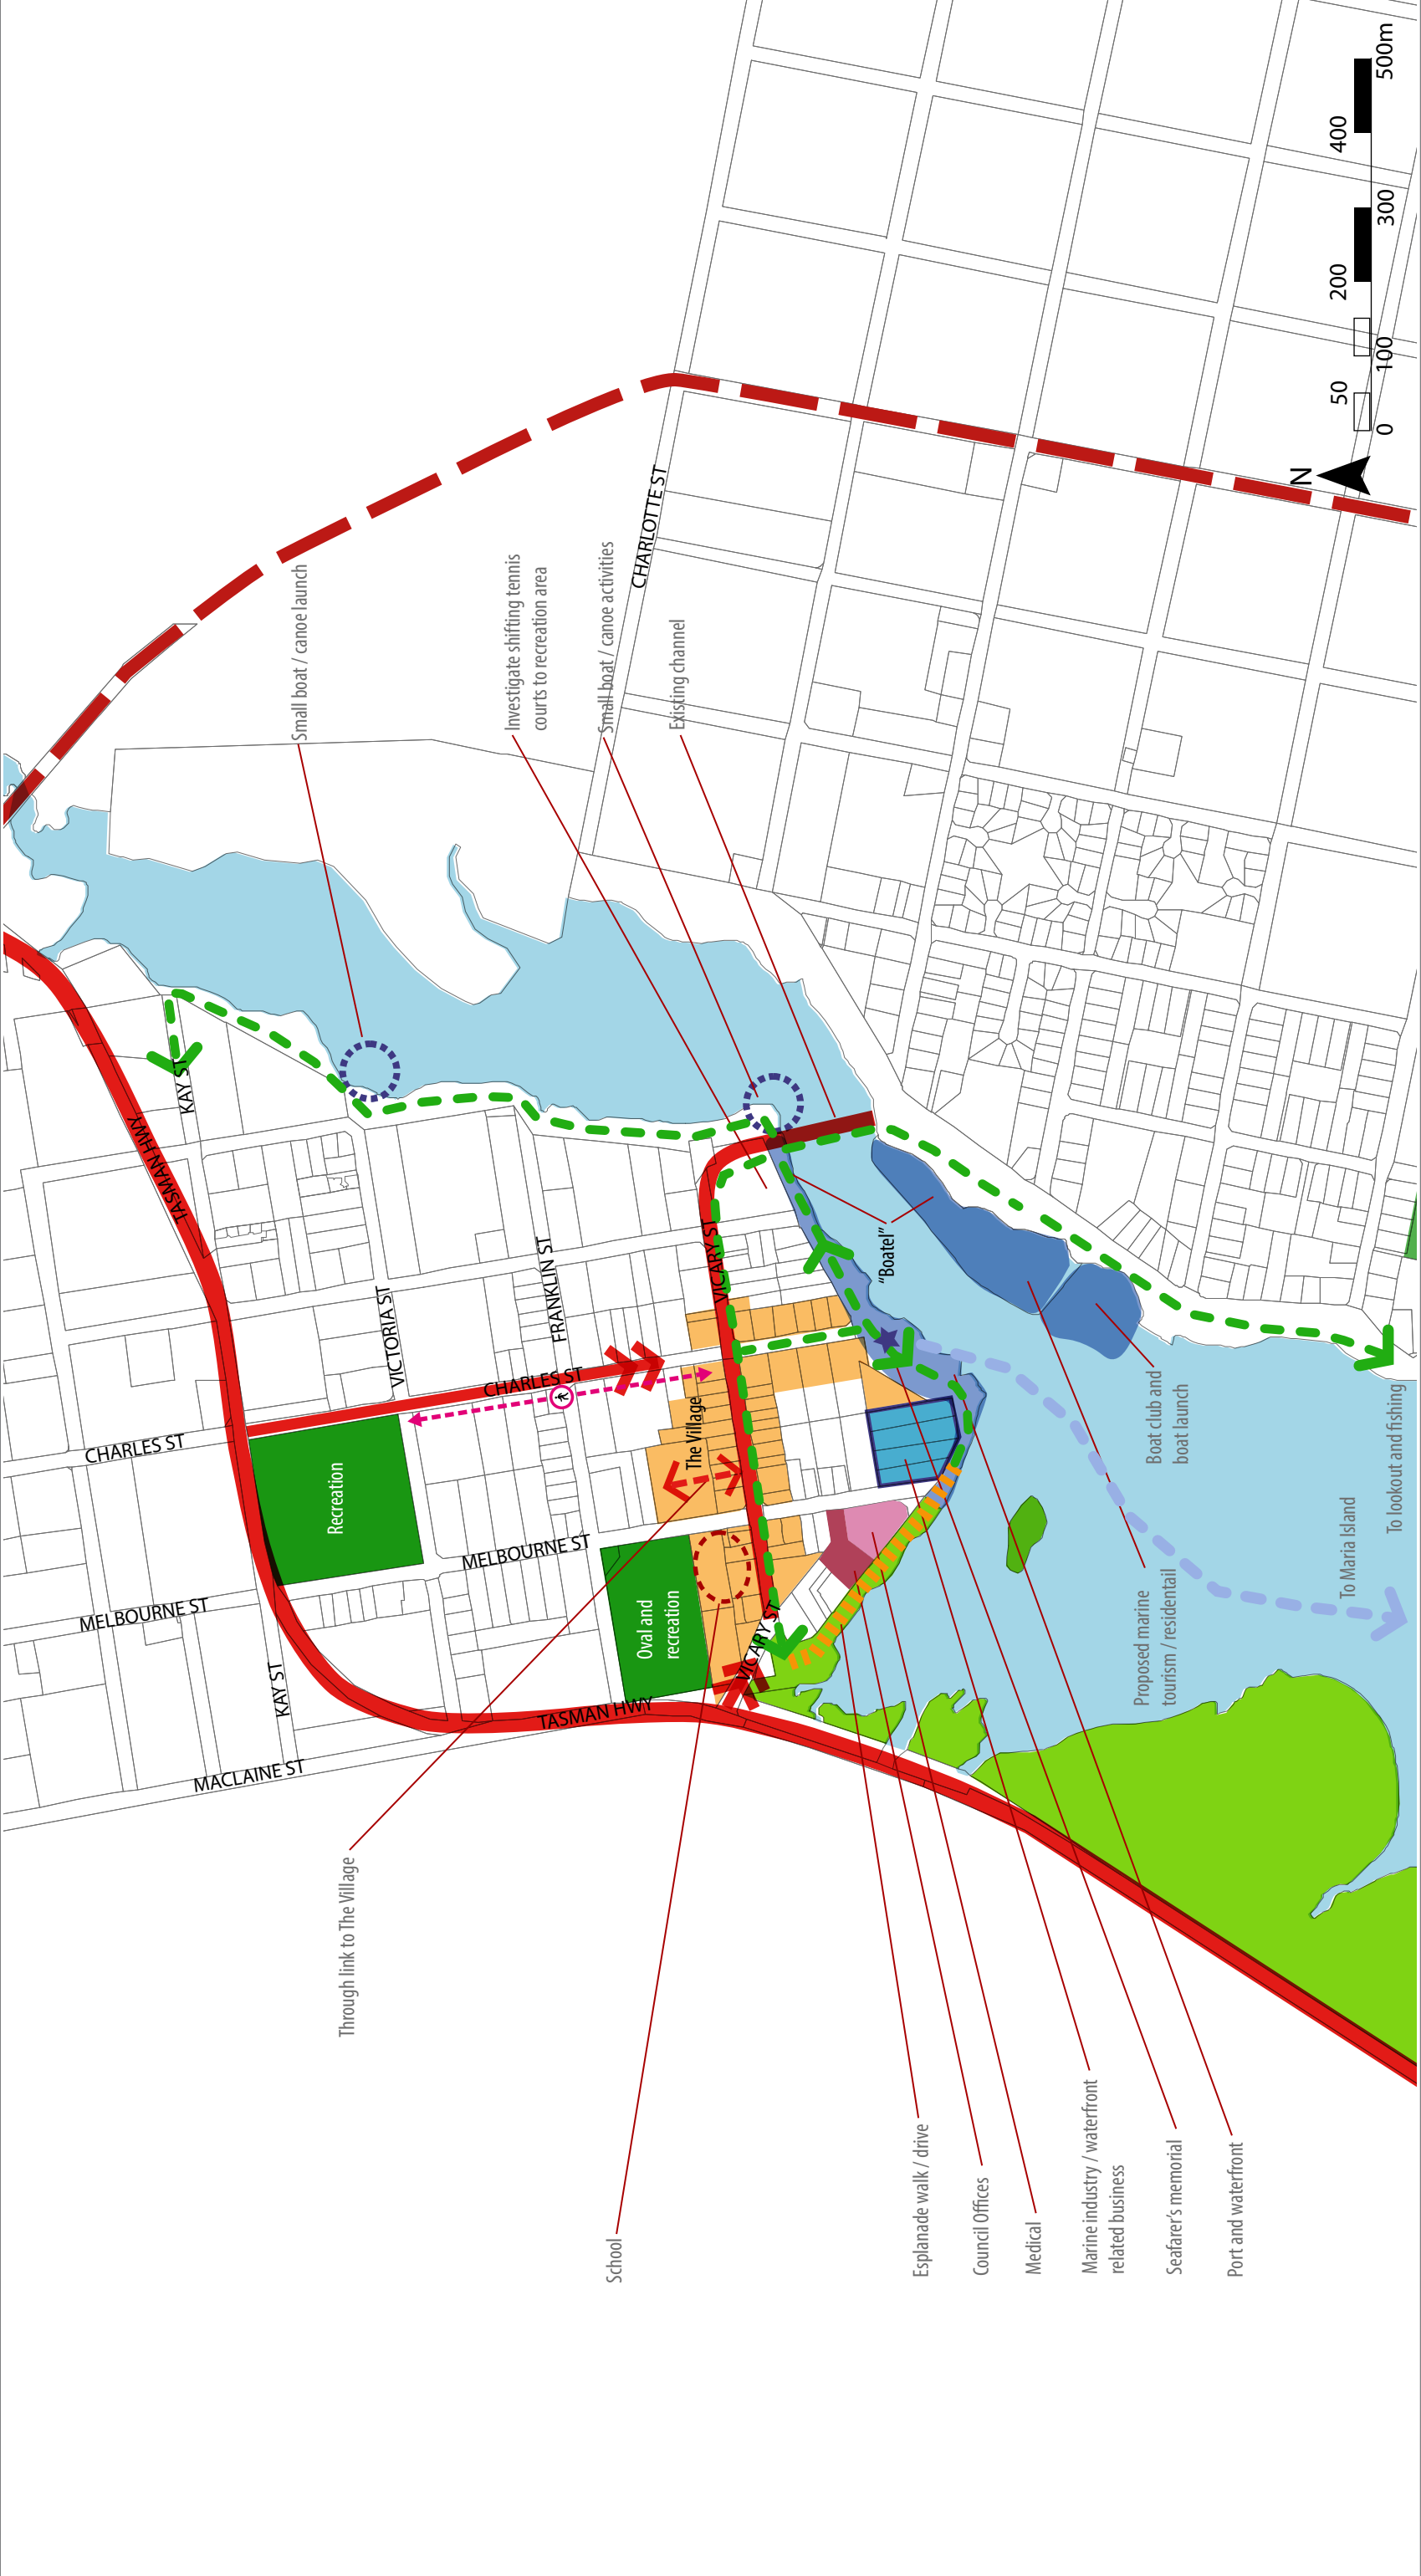 MACLAINE ST
MELBOURNE ST
CHARLES ST
KAY ST
TASMAN HWY
KAY ST
Recreation
VICTORIA ST
CHARLES ST
MELBOURNE ST
FRANKLIN ST
TASMAN HWY
Oval and
recreation
The Village
VICARY ST
VICARY ST
CHARLOTTE ST
"Boatel"
Through link to The Village
School
Small boat / canoe launch
Investigate shifting tennis
courts to recreation area
Small boat / canoe activities
Existing channel
Esplanade walk / drive
Council Offices
Medical
Marine industry / waterfront
related business
Seafarer's memorial
Port and waterfront
Proposed marine
tourism / residentail
Boat club and
boat launch
To Maria Island
To lookout and fishing
N
0
50
100
200
300
400
500m